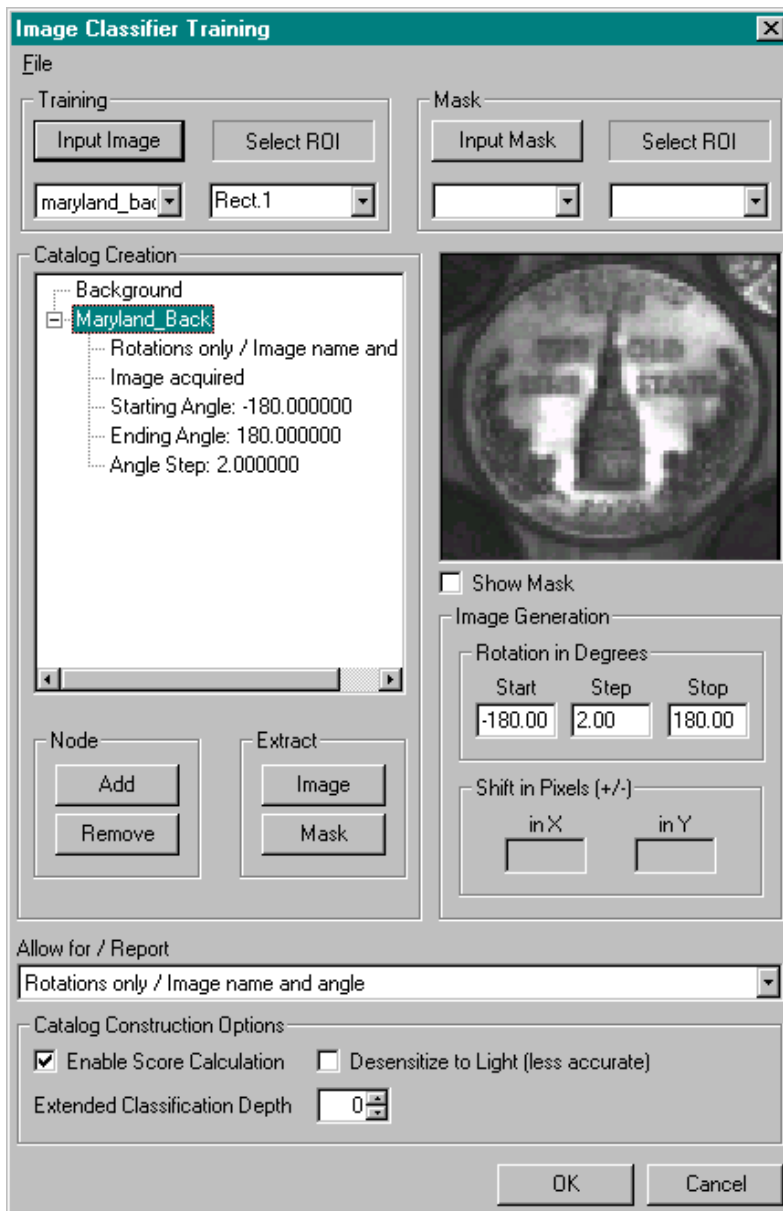 Image Classifier Training
File
Training
Mask
Input Image
Select ROI
Input Mask
Select ROI
maryland_bac
Rect.1
Catalog Creation
Background
Maryland_Back
Rotations only / Image name and
Image acquired
Starting Angle: -180.000000
Ending Angle: 180.000000
Angle Step: 2.000000
OLD
STATE
Show Mask
Image Generation
Rotation in Degrees
Start Step Stop
-180.00 2.00 180.00
Node
Extract
Add
Image
Remove
Mask
Shift in Pixels (+/-)
in X in Y
Allow for / Report
Rotations only / Image name and angle
Catalog Construction Options
Enable Score Calculation
Desensitize to Light (less accurate)
Extended Classification Depth 0
OK
Cancel